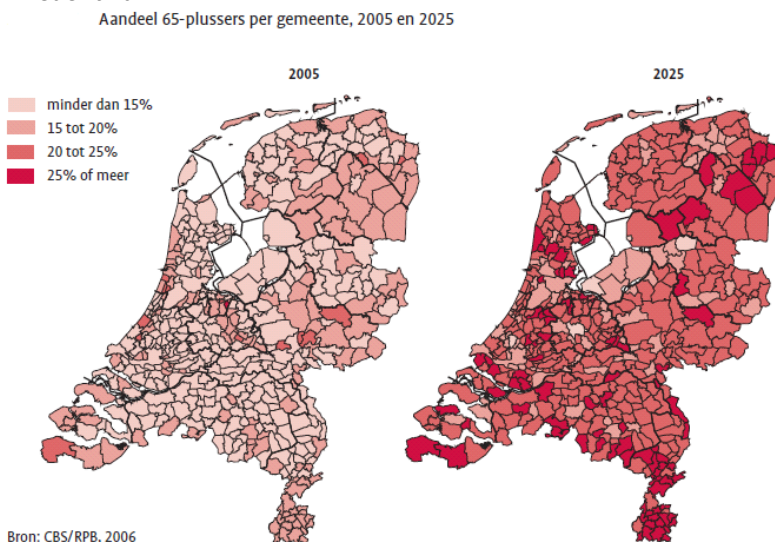 Aandeel 65-plussers per gemeente, 2005 en 2025
2005
2025
minder dan 15%
15 tot 20%
20 tot 25%
25% of meer
Bron: CBS/RPB, 2006